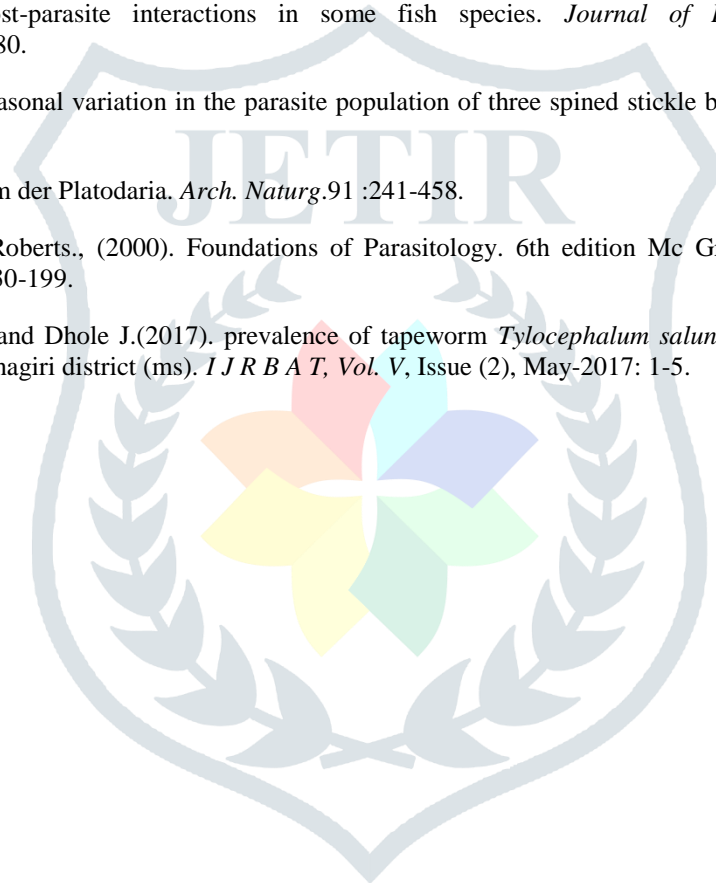 st-parasite interactions in some fish species. Journal of
80.
asonal variation in the parasite population of three spined stickle b
JETIR
m der Platodaria. Arch. Naturg.91 :241-458.
Roberts., (2000). Foundations of Parasitology. 6th edition Mc G
30-199.
and Dhole J.(2017). prevalence of tapeworm Tylocephalum salun
nagiri district (ms). I J R B A T, Vol. V, Issue (2), May-2017: 1-5.